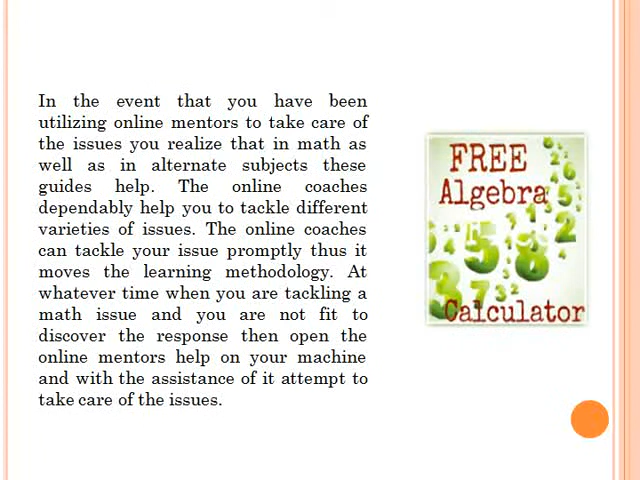 In the event that you have been
utilizing online mentors to take care of
the issues you realize that in math as
well as in alternate subjects these
guides help. The online coaches
dependably help you to tackle different
varieties of issues. The online coaches
can tackle your issue promptly thus it
moves the learning methodology. At
whatever time when you are tackling a
math issue and you are not fit to
discover the response then open the
online mentors help on your machine
and with the assistance of it attempt to
take care of the issues.
FREE
Algebra
Calculator